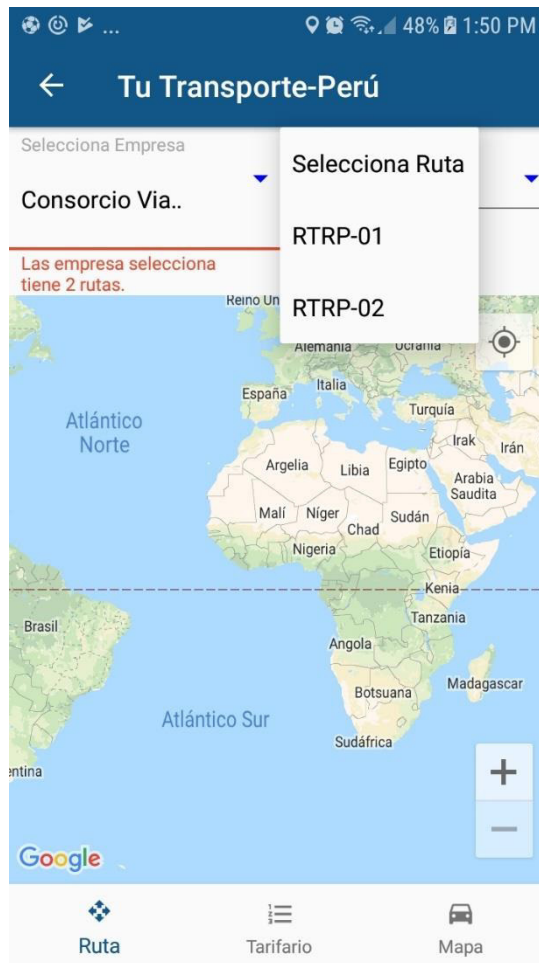 ... 48% 1:50 PM
Tu Transporte-Perú
Selecciona Empresa
Consorcio Via..
Selecciona Ruta
RTRP-01
RTRP-02
Las empresa selecciona
tiene 2 rutas.
Reino Un
Alemania
Ucrania
España
Italia
Turquía
Atlántico
Norte
Irak
Irán
Argelia
Libia
Egipto
Arabia
Saudita
Malí
Níger
Chad
Sudán
Nigeria
Etiopía
Kenia
Brasil
Tanzania
Angola
Botsuana
Madagascar
Atlántico Sur
Sudáfrica
entina
+
−
Google
Ruta
Tarifario
Mapa